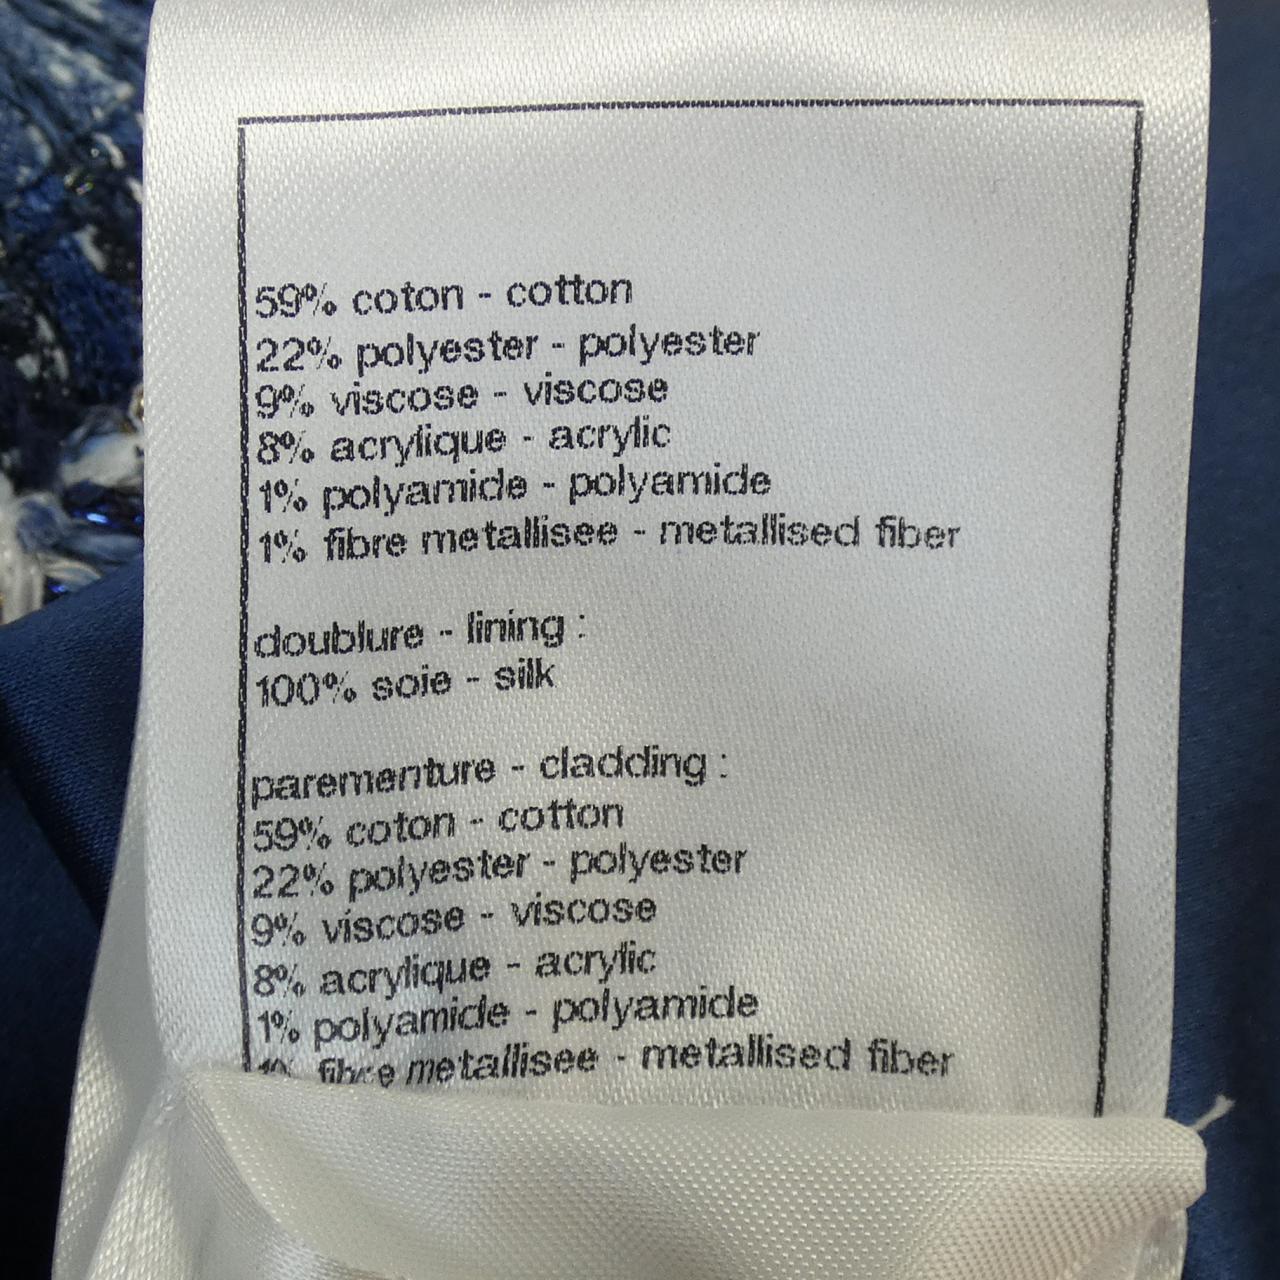 59% coton - cotton
22% polyester - polyester
9% viscose - viscose
8% acrylique - acrylic
1% polyamide - polyamide
1% fibre metallisee - metallised fiber
doublure - lining :
100% soie - silk
parementure - cladding :
59% coton - cotton
22% polyester - polyester
9% viscose - viscose
8% acrylique - acrylic
1% polyamide - polyamide
1% fibre metallisee - metallised fiber